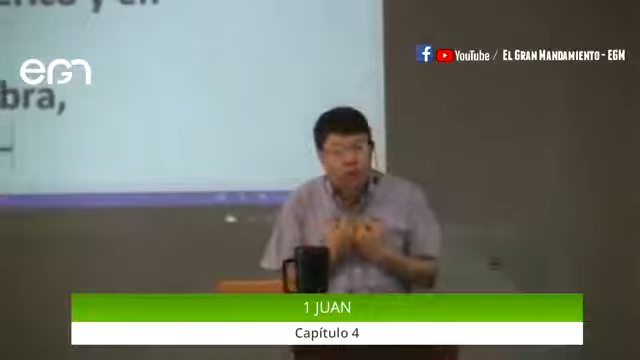 EGM
YouTube / El Gran Mandamiento - EGM
bra,
1 JUAN
Capítulo 4